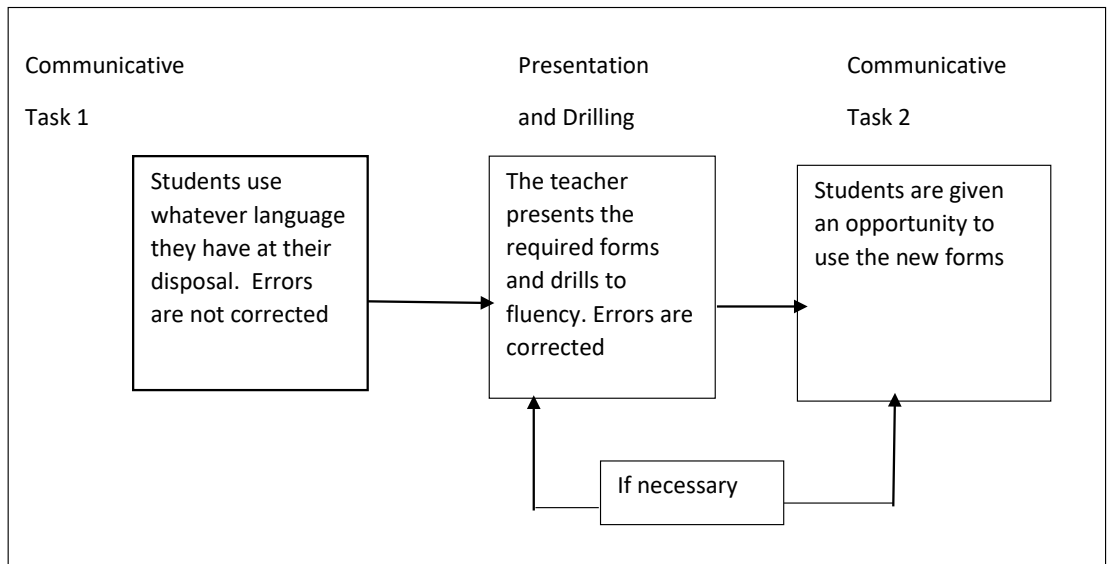 Communicative
Task 1
Presentation
and Drilling
Communicative
Task 2
Students use
whatever language
they have at their
disposal.  Errors
are not corrected
The teacher
presents the
required forms
and drills to
fluency. Errors are
corrected
Students are given
an opportunity to
use the new forms
If necessary